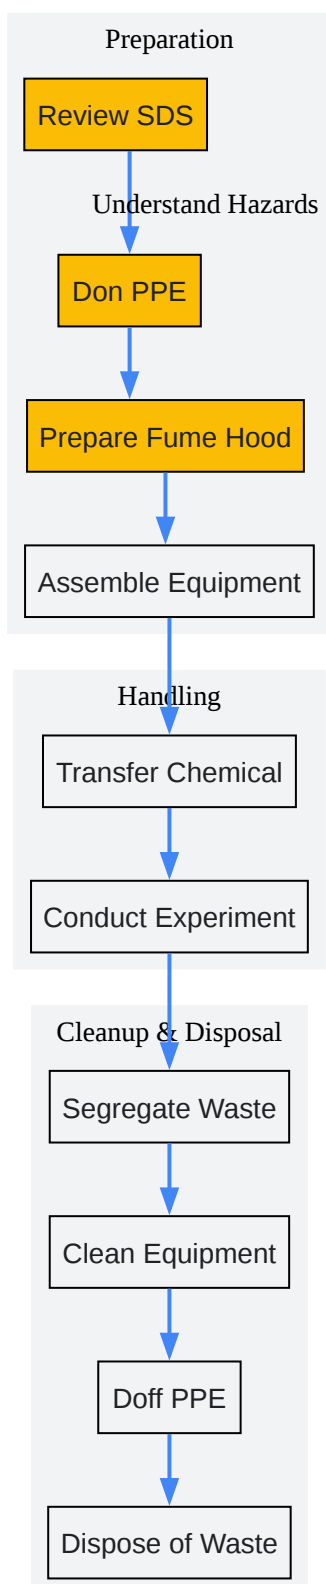 Preparation
Review SDS
Understand Hazards
Don PPE
Prepare Fume Hood
Assemble Equipment
Handling
Transfer Chemical
Conduct Experiment
Cleanup & Disposal
Segregate Waste
Clean Equipment
Doff PPE
Dispose of Waste